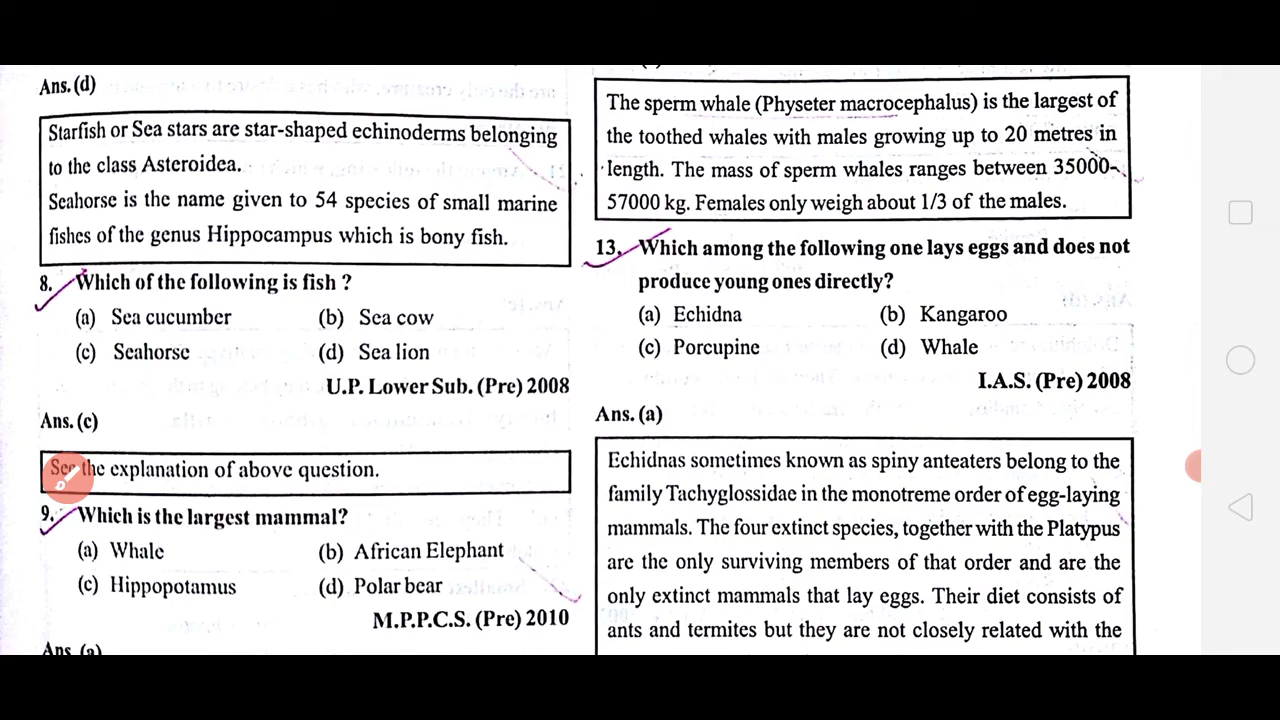 Ans. (d)
Starfish or Sea stars are star-shaped echinoderms belonging
to the class Asteroidea.
Seahorse is the name given to 54 species of small marine
fishes of the genus Hippocampus which is bony fish.
8. Which of the following is fish ?
(a) Sea cucumber (b) Sea cow
(c) Seahorse (d) Sea lion
U.P. Lower Sub. (Pre) 2008
Ans. (c)
See the explanation of above question.
9. Which is the largest mammal?
(a) Whale (b) African Elephant
(c) Hippopotamus (d) Polar bear
M.P.P.C.S. (Pre) 2010
Ans. (a)
The sperm whale (Physeter macrocephalus) is the largest of
the toothed whales with males growing up to 20 metres in
length. The mass of sperm whales ranges between 35000-
57000 kg. Females only weigh about 1/3 of the males.
13. Which among the following one lays eggs and does not
produce young ones directly?
(a) Echidna (b) Kangaroo
(c) Porcupine (d) Whale
I.A.S. (Pre) 2008
Ans. (a)
Echidnas sometimes known as spiny anteaters belong to the
family Tachyglossidae in the monotreme order of egg-laying
mammals. The four extinct species, together with the Platypus
are the only surviving members of that order and are the
only extinct mammals that lay eggs. Their diet consists of
ants and termites but they are not closely related with the